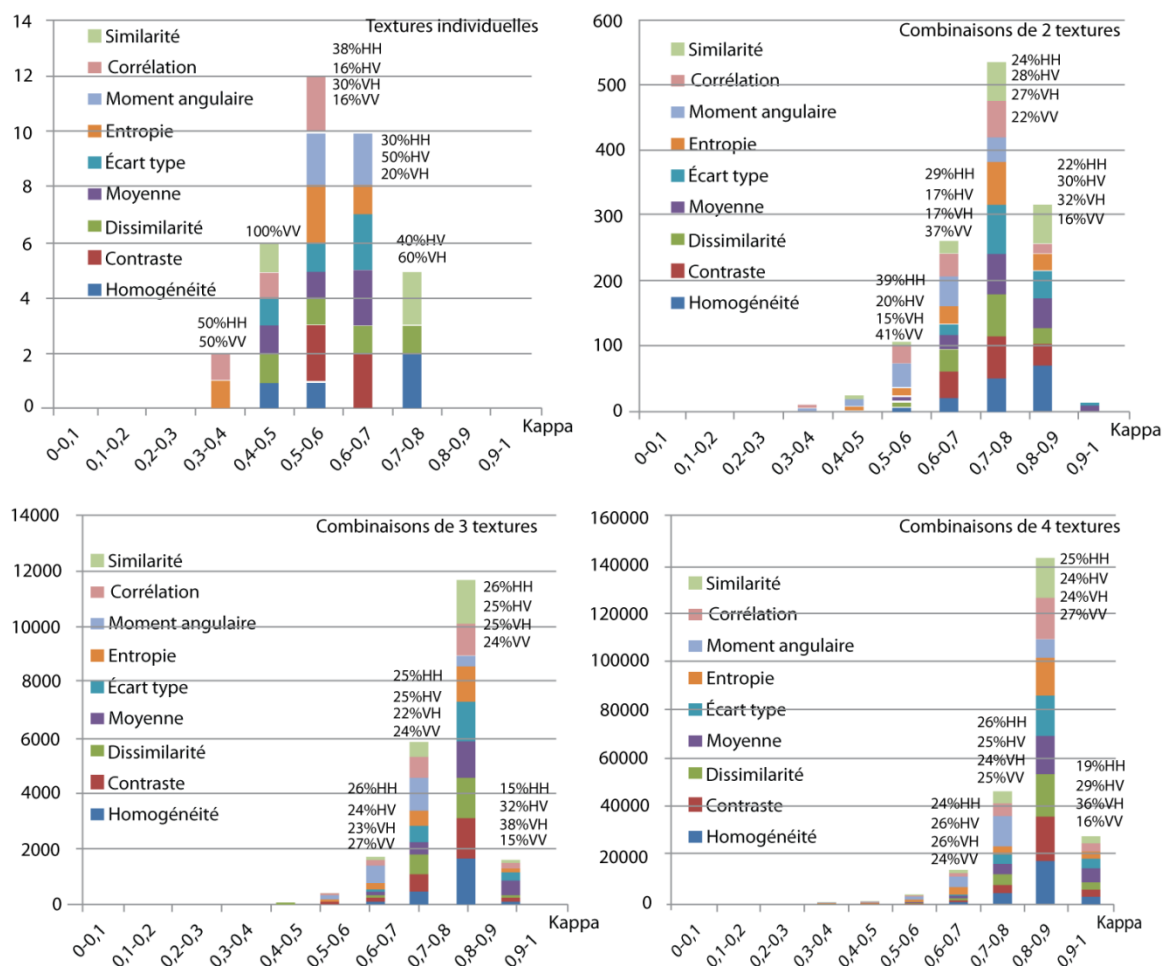 Textures individuelles
14
12
10
8
6
4
2
0
Similarité
Corrélation
Moment angulaire
Entropie
Écart type
Moyenne
Dissimilarité
Contraste
Homogénéité
50%HH
50%VV
100%VV
38%HH
16%HV
30%VH
16%VV
30%HH
50%HV
20%VH
40%HV
60%VH
Kappa
0-0,1
0,1-0,2
0,2-0,3
0,3-0,4
0,4-0,5
0,5-0,6
0,6-0,7
0,7-0,8
0,8-0,9
0,9-1
Combinaisons de 2 textures
600
500
400
300
200
100
0
Similarité
Corrélation
Moment angulaire
Entropie
Écart type
Moyenne
Dissimilarité
Contraste
Homogénéité
39%HH
20%HV
15%VH
41%VV
29%HH
17%HV
17%VH
37%VV
24%HH
28%HV
27%VH
22%VV
22%HH
30%HV
32%VH
16%VV
Kappa
0-0,1
0,1-0,2
0,2-0,3
0,3-0,4
0,4-0,5
0,5-0,6
0,6-0,7
0,7-0,8
0,8-0,9
0,9-1
Combinaisons de 3 textures
14000
12000
10000
8000
6000
4000
2000
0
Similarité
Corrélation
Moment angulaire
Entropie
Écart type
Moyenne
Dissimilarité
Contraste
Homogénéité
26%HH
24%HV
23%VH
27%VV
25%HH
25%HV
22%VH
24%VV
26%HH
25%HV
25%VH
24%VV
15%HH
32%HV
38%VH
15%VV
Kappa
0-0,1
0,1-0,2
0,2-0,3
0,3-0,4
0,4-0,5
0,5-0,6
0,6-0,7
0,7-0,8
0,8-0,9
0,9-1
Combinaisons de 4 textures
160000
140000
120000
100000
80000
60000
40000
20000
0
Similarité
Corrélation
Moment angulaire
Entropie
Écart type
Moyenne
Dissimilarité
Contraste
Homogénéité
24%HH
26%HV
26%VH
24%VV
26%HH
25%HV
24%VH
25%VV
25%HH
24%HV
24%VH
27%VV
19%HH
29%HV
36%VH
16%VV
Kappa
0-0,1
0,1-0,2
0,2-0,3
0,3-0,4
0,4-0,5
0,5-0,6
0,6-0,7
0,7-0,8
0,8-0,9
0,9-1